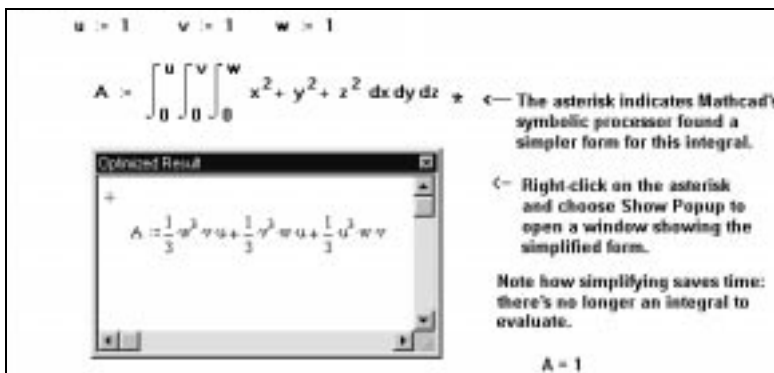 u := 1 v := 1 w := 1
A := ∫₀ᵘ ∫₀ᵛ ∫₀ʷ x² + y² + z² dx dy dz *
<— The asterisk indicates Mathcad's
symbolic processor found a
simpler form for this integral.
Optimized Result
A := 1/3 w³ v u + 1/3 v³ w u + 1/3 u³ w v
<— Right-click on the asterisk
and choose Show Popup to
open a window showing the
simplified form.
Note how simplifying saves time:
there's no longer an integral to
evaluate.
A = 1